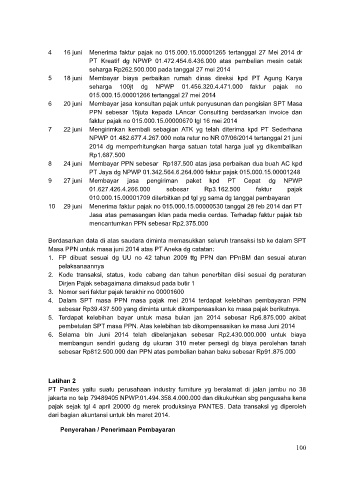 4 16 juni Menerima faktur pajak no 015.000.15.00001265 tertanggal 27 Mei 2014 dr
PT Kreatif dg NPWP 01.472.454.6.436.000 atas pembelian mesin cetak
seharga Rp262.500.000 pada tanggal 27 mei 2014
5 18 juni Membayar biaya perbaikan rumah dinas direksi kpd PT Agung Karya
seharga 100jt dg NPWP 01.456.320.4.471.000 faktur pajak no
015.000.15.00001266 tertanggal 27 mei 2014
6 20 juni Membayar jasa konsultan pajak untuk penyusunan dan pengisian SPT Masa
PPN sebesar 15juta kepada LAncar Consulting berdasarkan invoice dan
faktur pajak no 015.000.15.00000670 tgl 16 mei 2014
7 22 juni Mengirimkan kembali sebagian ATK yg telah diterima kpd PT Sederhana
NPWP 01.482.877.4.267.000 nota retur no NR 07/06/2014 tertanggal 21 juni
2014 dg memperhitungkan harga satuan total harga jual yg dikembalikan
Rp1.687.500
8 24 juni Membayar PPN sebesar Rp187.500 atas jasa perbaikan dua buah AC kpd
PT Jaya dg NPWP 01.342.564.6.264.000 faktur pajak 015.000.15.00001248
9 27 juni Membayar jasa pengiriman paket kpd PT Cepat dg NPWP
01.627.426.4.266.000 sebesar Rp3.162.500 faktur pajak
010.000.15.00001709 diterbitkan pd tgl yg sama dg tanggal pembayaran
10 29 juni Menerima faktur pajak no 015.000.15.00000530 tanggal 28 feb 2014 dari PT
Jasa atas pemasangan iklan pada media cerdas. Terhadap faktur pajak tsb
mencantumkan PPN sebesar Rp2.375.000
Berdasarkan data di atas saudara diminta memasukkan seluruh transaksi tsb ke dalam SPT
Masa PPN untuk masa juni 2014 atas PT Aneka dg catatan:
1. FP dibuat sesuai dg UU no 42 tahun 2009 ttg PPN dan PPnBM dan sesuai aturan
pelaksanaannya
2. Kode transaksi, status, kode cabang dan tahun penerbitan diisi sesuai dg peraturan
Dirjen Pajak sebagaimana dimaksud pada butir 1
3. Nomor seri faktur pajak terakhir no 00001600
4. Dalam SPT masa PPN masa pajak mei 2014 terdapat kelebihan pembayaran PPN
sebesar Rp39.437.500 yang diminta untuk dikompensasikan ke masa pajak berikutnya.
5. Terdapat kelebihan bayar untuk masa bulan jan 2014 sebesar Rp6.875.000 akibat
pembetulan SPT masa PPN. Atas kelebihan tsb dikompensasikan ke masa Juni 2014
6. Selama bln Juni 2014 telah dibelanjakan sebesar Rp2.430.000.000 untuk biaya
membangun sendiri gudang dg ukuran 310 meter persegi dg biaya perolehan tanah
sebesar Rp812.500.000 dan PPN atas pembelian bahan baku sebesar Rp91.875.000
Latihan 2
PT Pantes yaitu suatu perusahaan industry furniture yg beralamat di jalan jambu no 38
jakarta no telp 79489405 NPWP.01.494.358.4.000.000 dan dikukuhkan sbg pengusaha kena
pajak sejak tgl 4 april 20000 dg merek produksinya PANTES. Data transaksi yg diperoleh
dari bagian akuntansi untuk bln maret 2014.
Penyerahan / Penerimaan Pembayaran
100